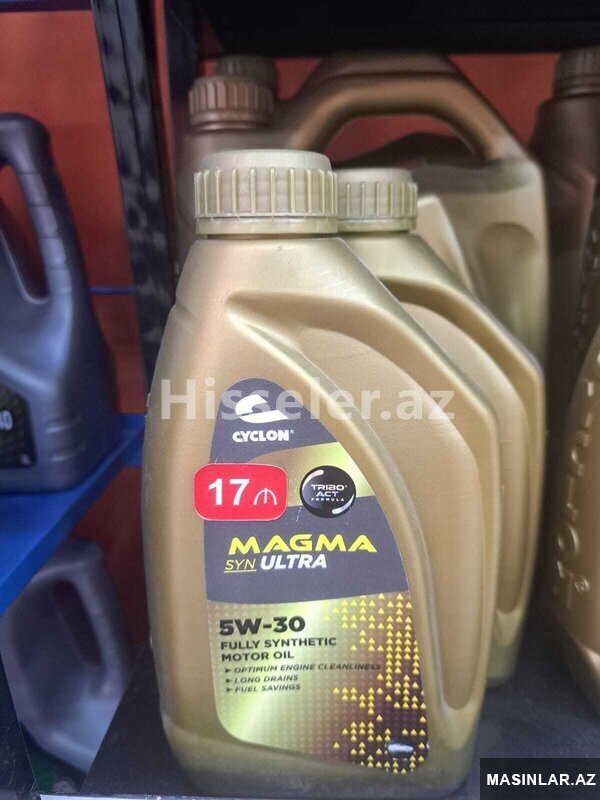 Hisseler.az
CYCLON®
17 ₼
TRIBO
ACT
FORMULA
MAGMA
SYN ULTRA
5W-30
FULLY SYNTHETIC
MOTOR OIL
▶ OPTIMUM ENGINE CLEANLINESS
▶ LONG DRAINS
▶ FUEL SAVINGS
40
MASINLAR.AZ